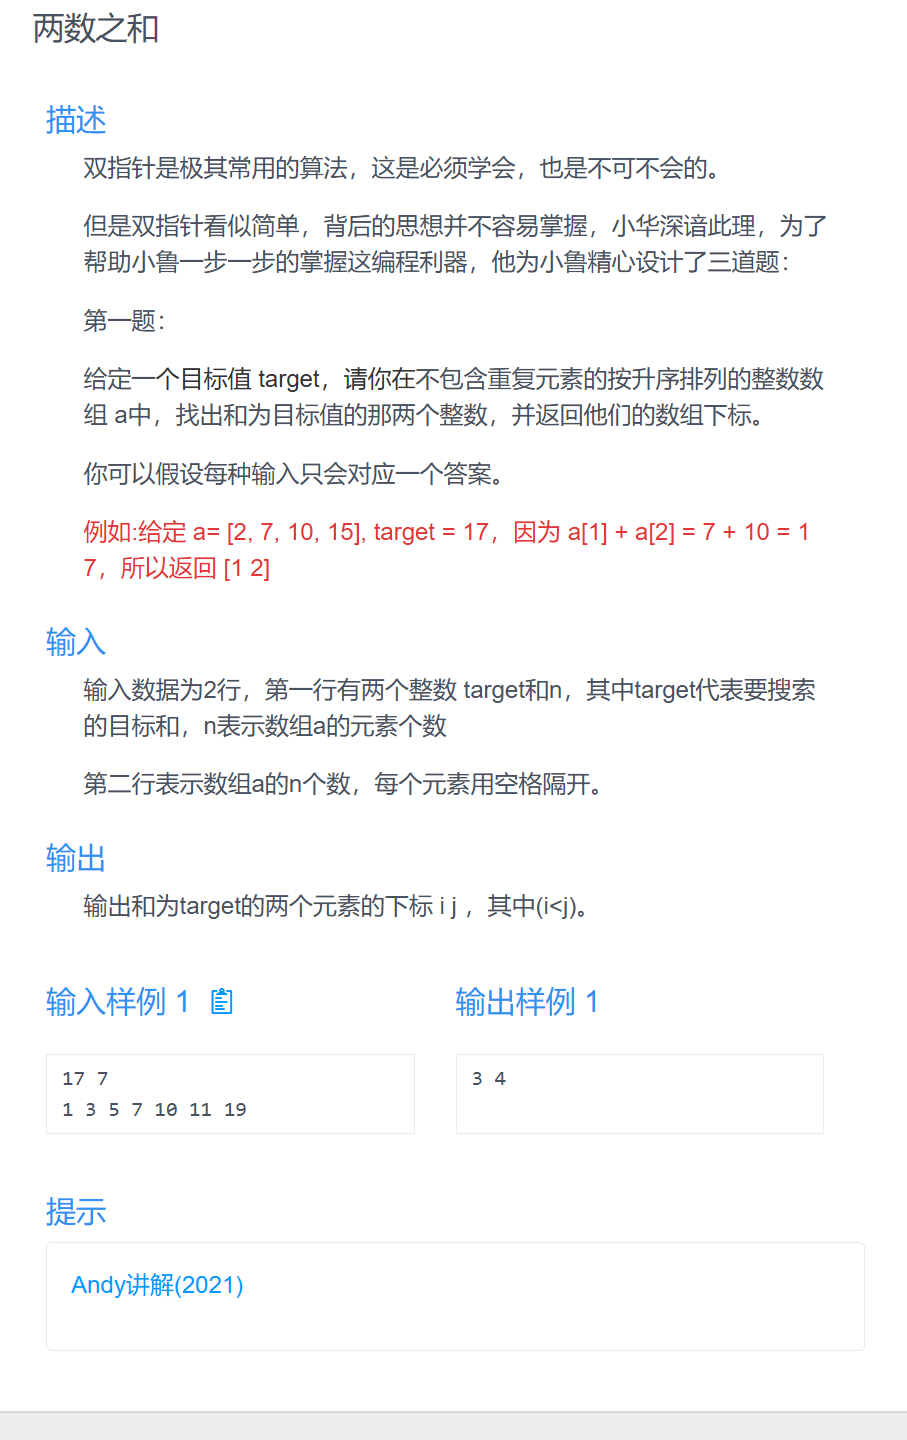 两数之和
描述
双指针是极其常用的算法，这是必须学会，也是不可不会的。
但是双指针看似简单，背后的思想并不容易掌握，小华深谙此理，为了
帮助小鲁一步一步的掌握这编程利器，他为小鲁精心设计了三道题：
第一题：
给定一个目标值 target，请你在不包含重复元素的按升序排列的整数数
组 a中，找出和为目标值的那两个整数，并返回他们的数组下标。
你可以假设每种输入只会对应一个答案。
例如:给定 a= [2, 7, 10, 15], target = 17，因为 a[1] + a[2] = 7 + 10 = 1
7，所以返回 [1 2]
输入
输入数据为2行，第一行有两个整数 target和n，其中target代表要搜索
的目标和，n表示数组a的元素个数
第二行表示数组a的n个数，每个元素用空格隔开。
输出
输出和为target的两个元素的下标 i j ，其中(i<j)。
输入样例 1
输出样例 1
17 7
1 3 5 7 10 11 19
3 4
提示
Andy讲解(2021)